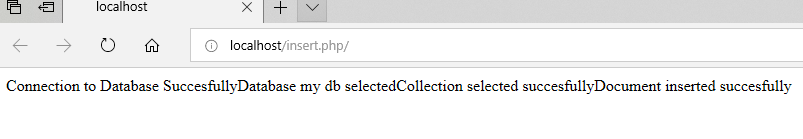 localhost
localhost/insert.php/
Connection to Database SuccesfullyDatabase my db selectedCollection selected succesfullyDocument inserted succesfully